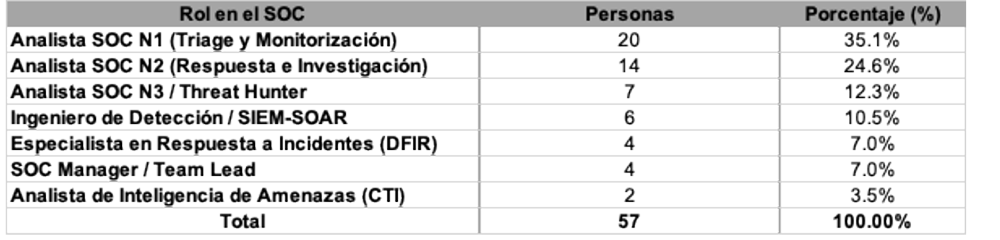 Rol en el SOC Personas Porcentaje (%)
Analista SOC N1 (Triage y Monitorización) 20 35.1%
Analista SOC N2 (Respuesta e Investigación) 14 24.6%
Analista SOC N3 / Threat Hunter 7 12.3%
Ingeniero de Detección / SIEM-SOAR 6 10.5%
Especialista en Respuesta a Incidentes (DFIR) 4 7.0%
SOC Manager / Team Lead 4 7.0%
Analista de Inteligencia de Amenazas (CTI) 2 3.5%
Total 57 100.00%